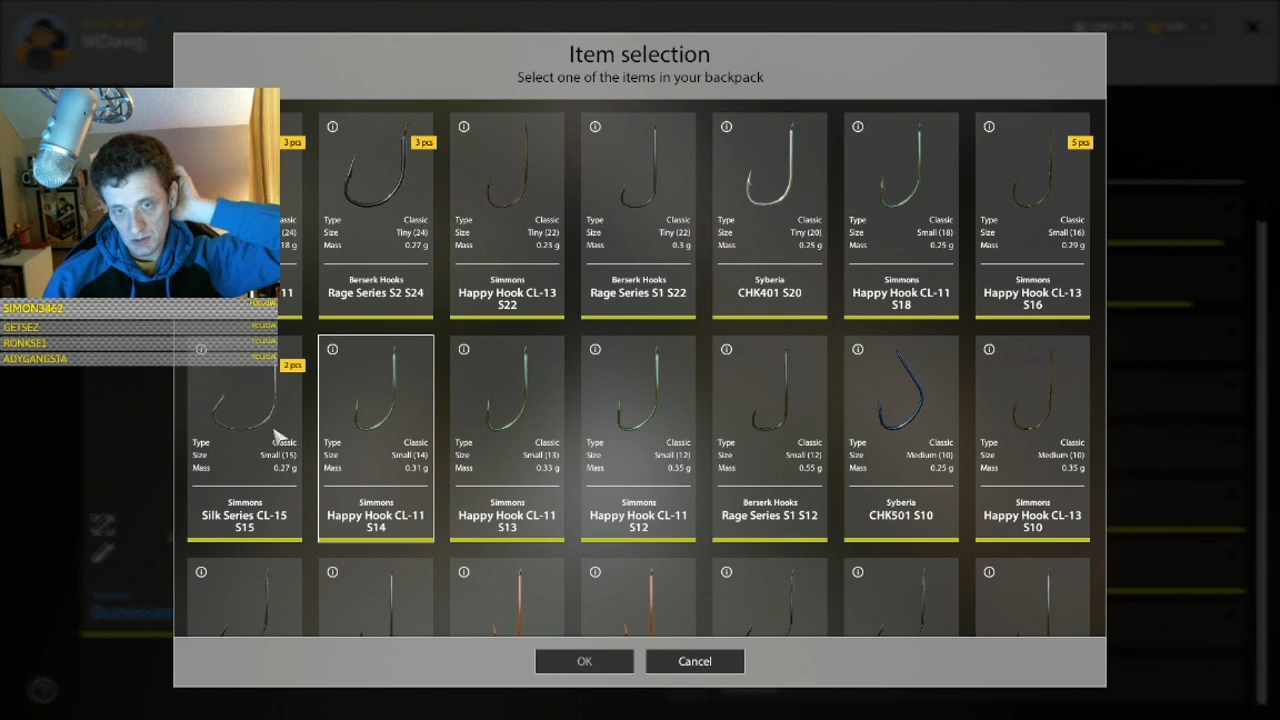 Item selection
Select one of the items in your backpack
3 pcs
3 pcs
5 pcs
Type Classic
Size Tiny (24)
Mass 0.27 g
Berserk Hooks
Rage Series S2 S24
Type Classic
Size Tiny (22)
Mass 0.23 g
Simmons
Happy Hook CL-13
S22
Type Classic
Size Tiny (22)
Mass 0.3 g
Berserk Hooks
Rage Series S1 S22
Type Classic
Size Tiny (20)
Mass 0.25 g
Syberia
CHK401 S20
Type Classic
Size Small (18)
Mass 0.25 g
Simmons
Happy Hook CL-11
S18
Type Classic
Size Small (16)
Mass 0.29 g
Simmons
Happy Hook CL-13
S16
SIMON3462 FOLLOW
GETSEZ FOLLOW
RONKSE1 FOLLOW
ADYGANGSTA FOLLOW
2 pcs
Type Classic
Size Small (15)
Mass 0.27 g
Simmons
Silk Series CL-15
S15
Type Classic
Size Small (14)
Mass 0.31 g
Simmons
Happy Hook CL-11
S14
Type Classic
Size Small (13)
Mass 0.33 g
Simmons
Happy Hook CL-11
S13
Type Classic
Size Small (12)
Mass 0.35 g
Simmons
Happy Hook CL-11
S12
Type Classic
Size Small (12)
Mass 0.55 g
Berserk Hooks
Rage Series S1 S12
Type Classic
Size Medium (10)
Mass 0.25 g
Syberia
CHK501 S10
Type Classic
Size Medium (10)
Mass 0.35 g
Simmons
Happy Hook CL-13
S10
OK
Cancel